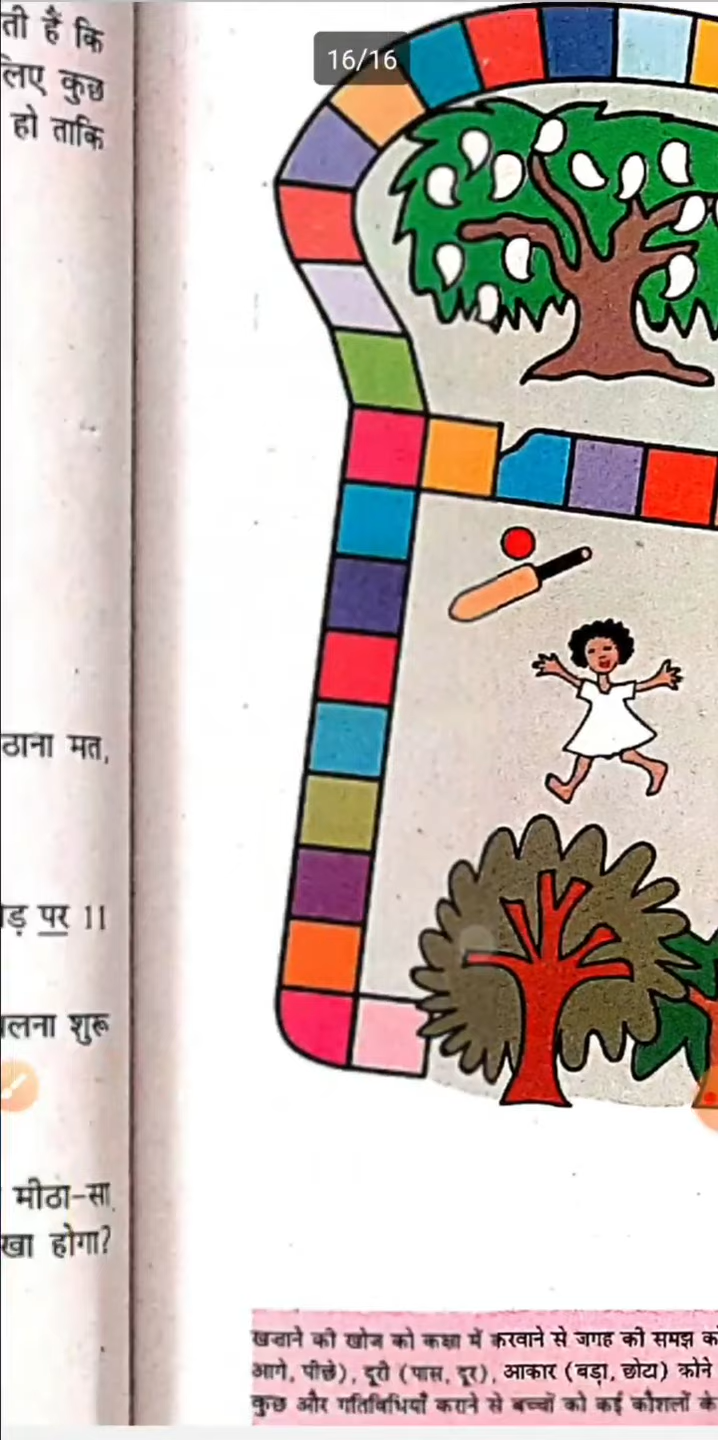 ती हैं कि
लिए कुछ
हो ताकि
16/16
ठाना मत,
ड़ पर 11
लना शुरू
मीठा-सा
खा होगा?
खज़ाने की खोज को कक्षा में करवाने से जगह की समझ क
आगे, पीछे), दूरी (पास, दूर), आकार (बड़ा, छोटा) कोने
कुछ और गतिविधियाँ कराने से बच्चों को कई कौशलों के